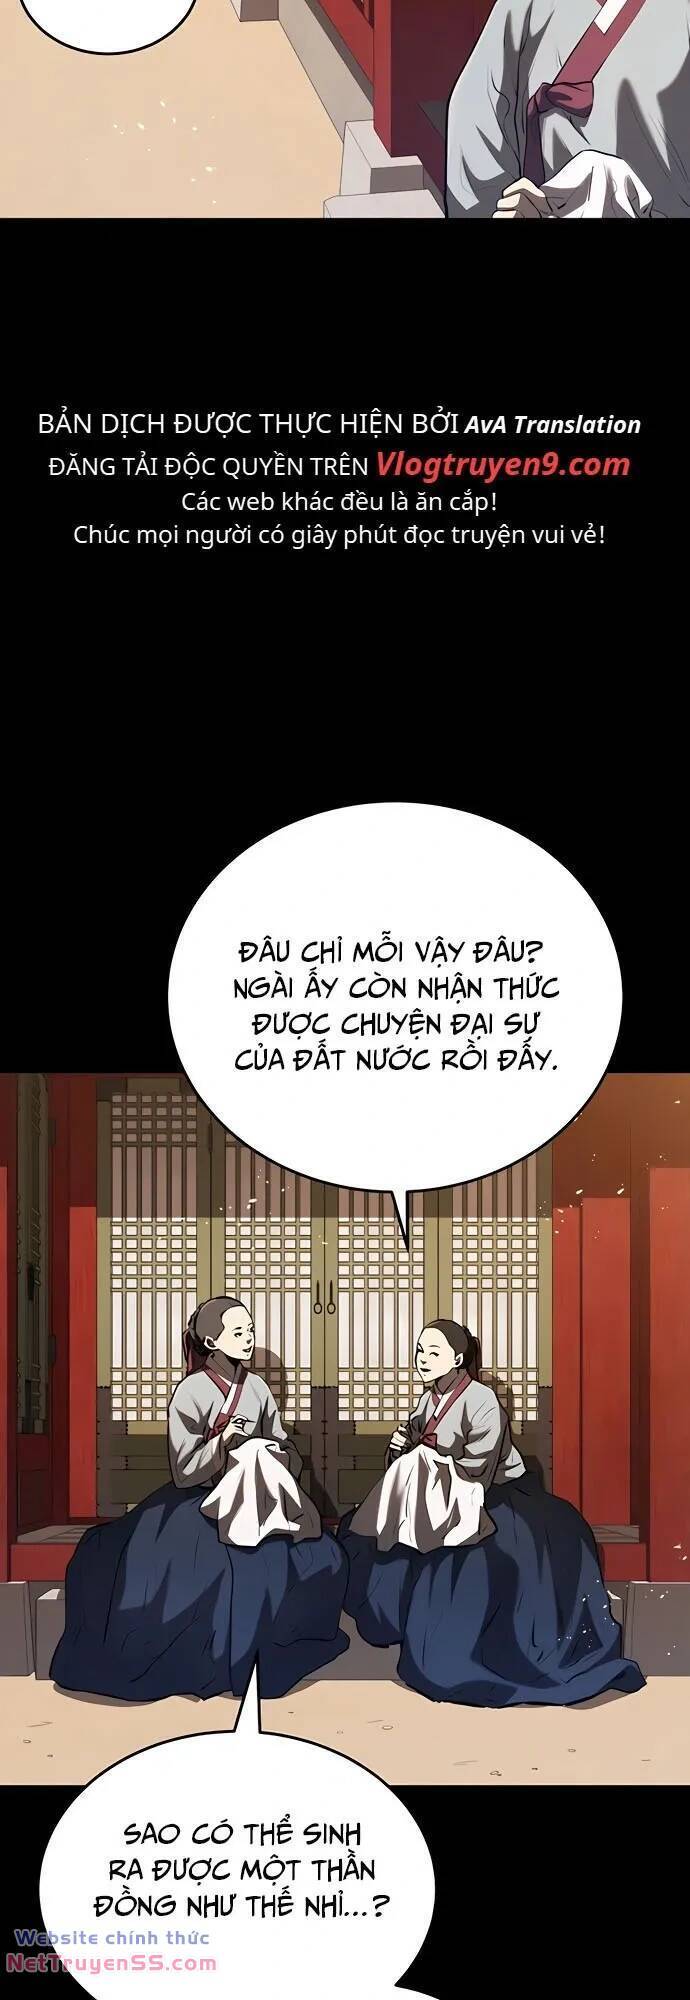 BẢN DỊCH ĐƯỢC THỰC HIỆN BỞI AvA Translation
ĐĂNG TẢI ĐỘC QUYỀN TRÊN Vlogtruyen9.com
Các web khác đều là ăn cắp!
Chúc mọi người có giây phút đọc truyện vui vẻ!
ĐÂU CHỈ MỖI VẬY ĐÂU?
NGÀI ẤY CÒN NHẬN THỨC
ĐƯỢC CHUYỆN ĐẠI SỰ
CỦA ĐẤT NƯỚC RỒI ĐẤY.
SAO CÓ THỂ SINH
RA ĐƯỢC MỘT THẦN
ĐỒNG NHƯ THẾ NHỈ...?
Website chính thức
NetTruyenSS.com